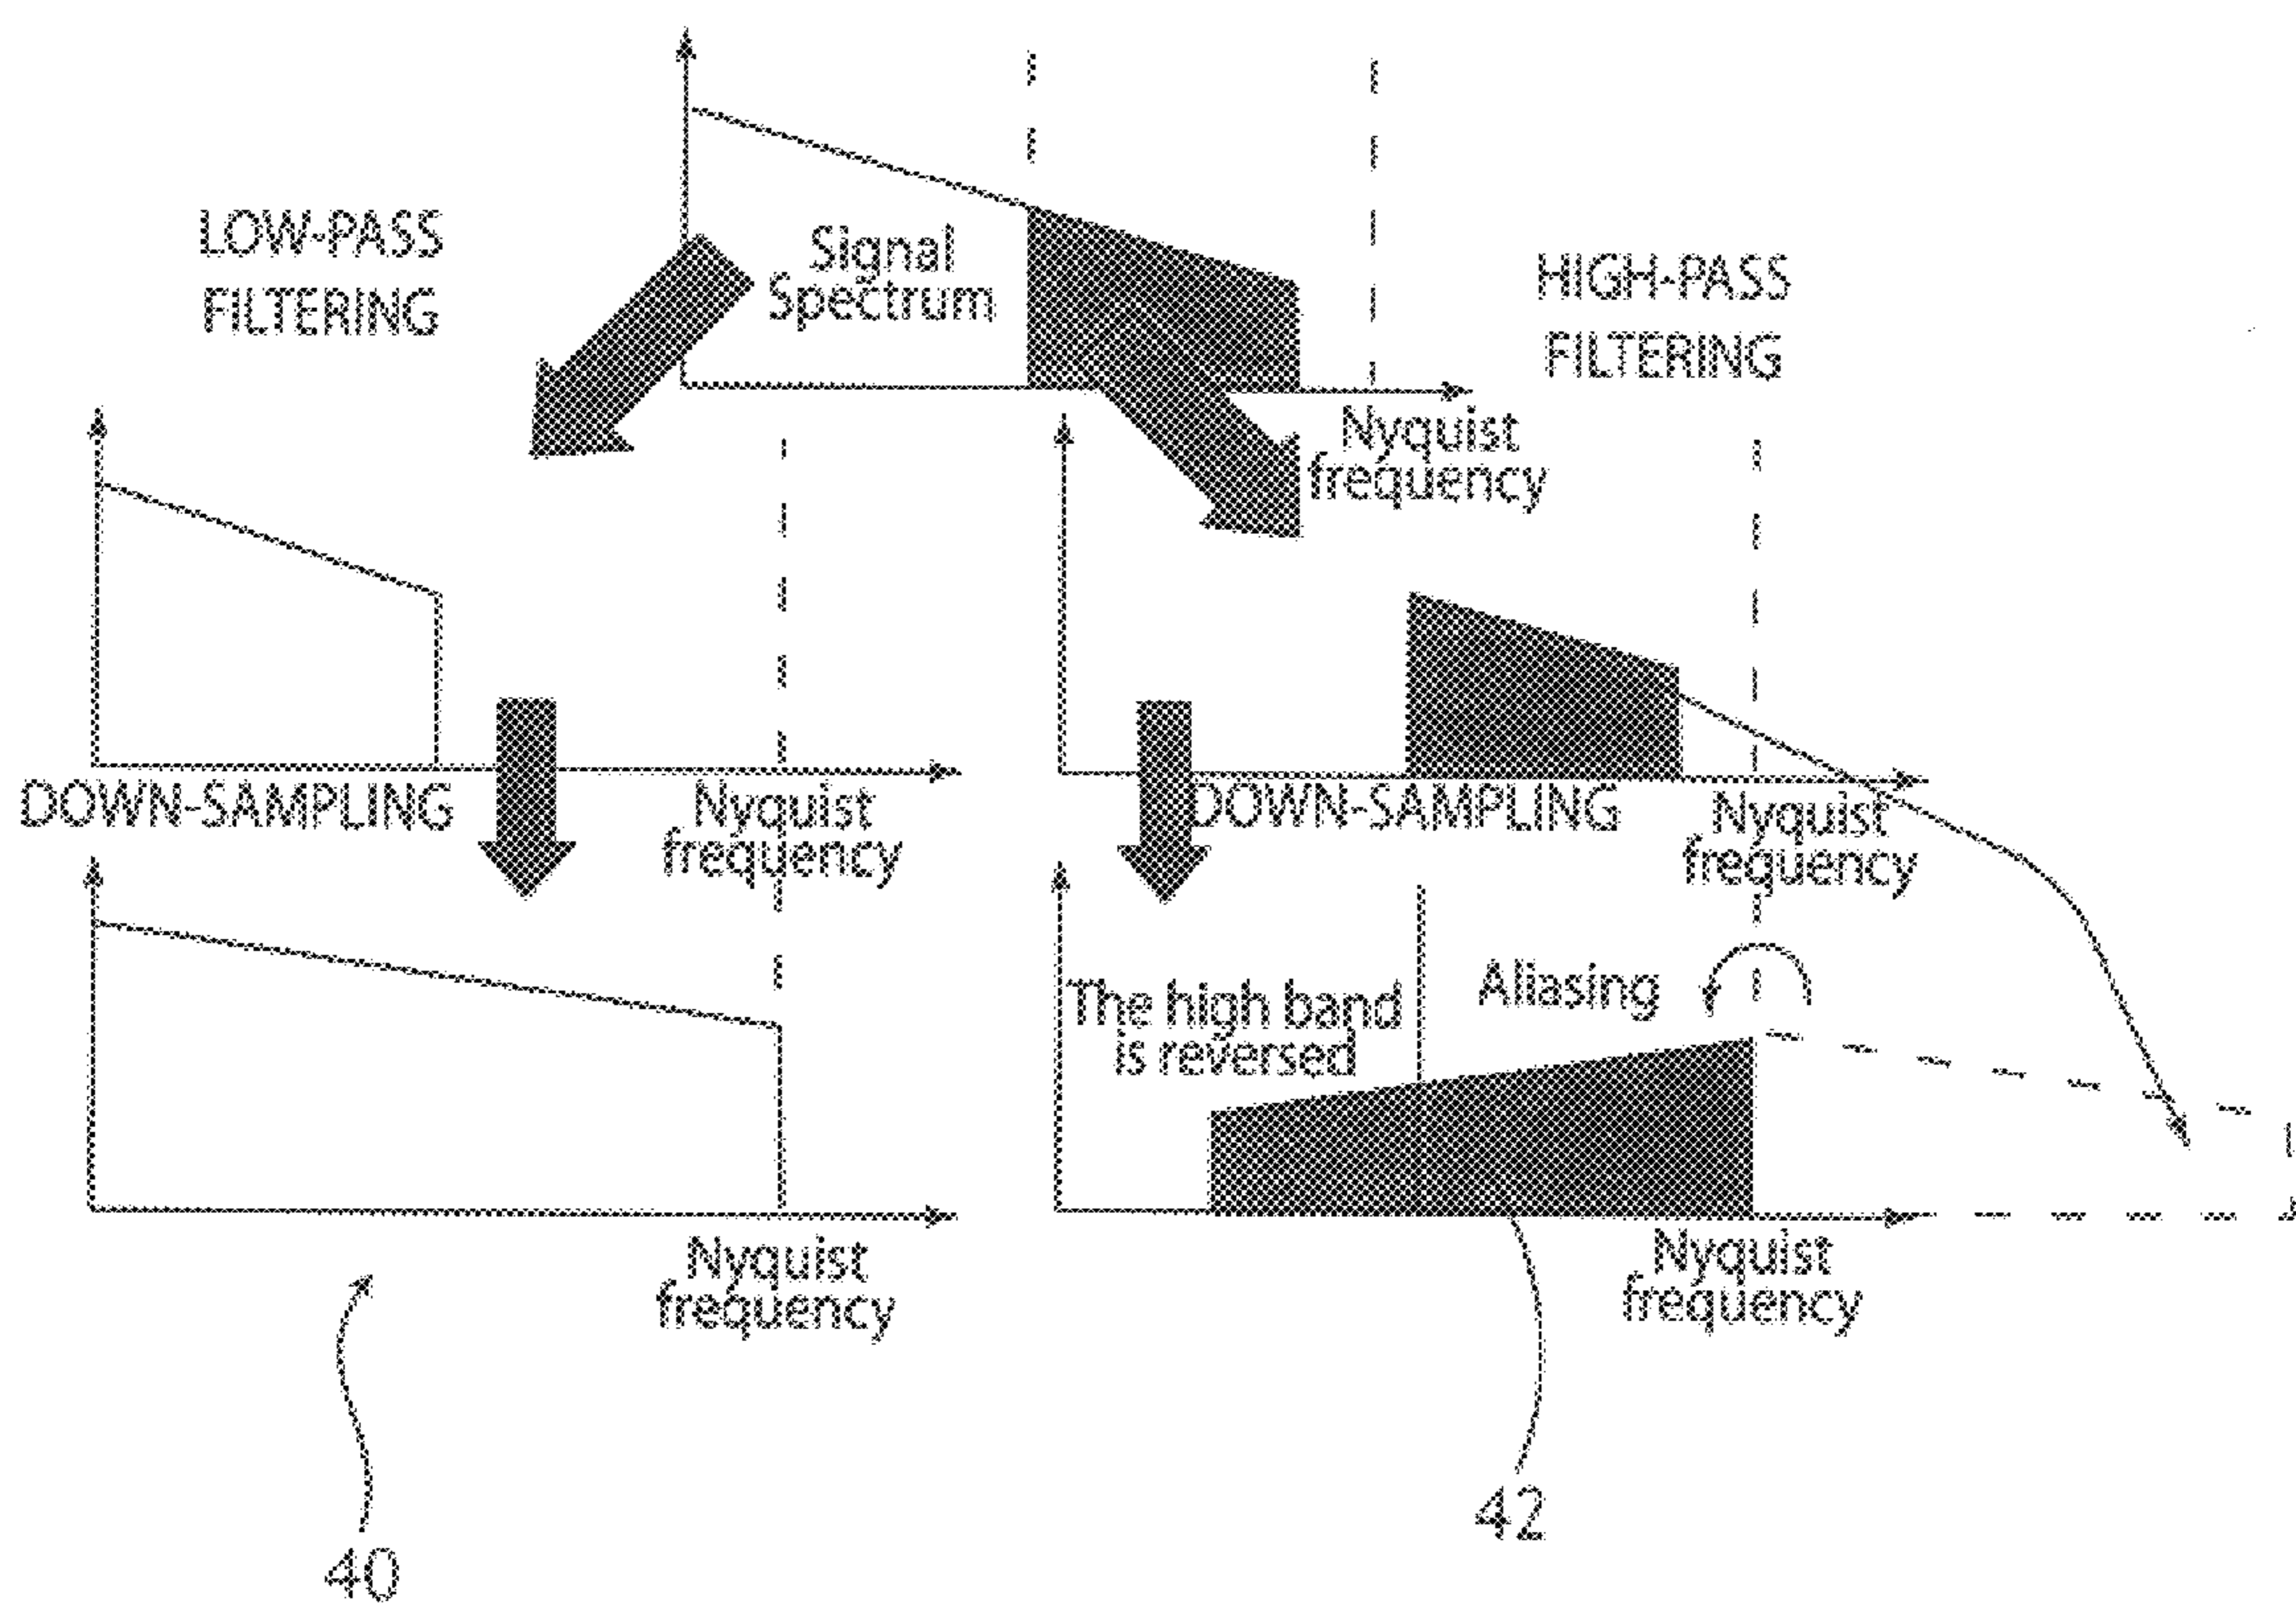 LOW-PASS
FILTERING
Signal
Spectrum
HIGH-PASS
FILTERING
Nyquist
frequency
DOWN-SAMPLING
Nyquist
frequency
DOWN-SAMPLING
Nyquist
frequency
The high band
is reversed
Aliasing
Nyquist
frequency
Nyquist
frequency
40
42